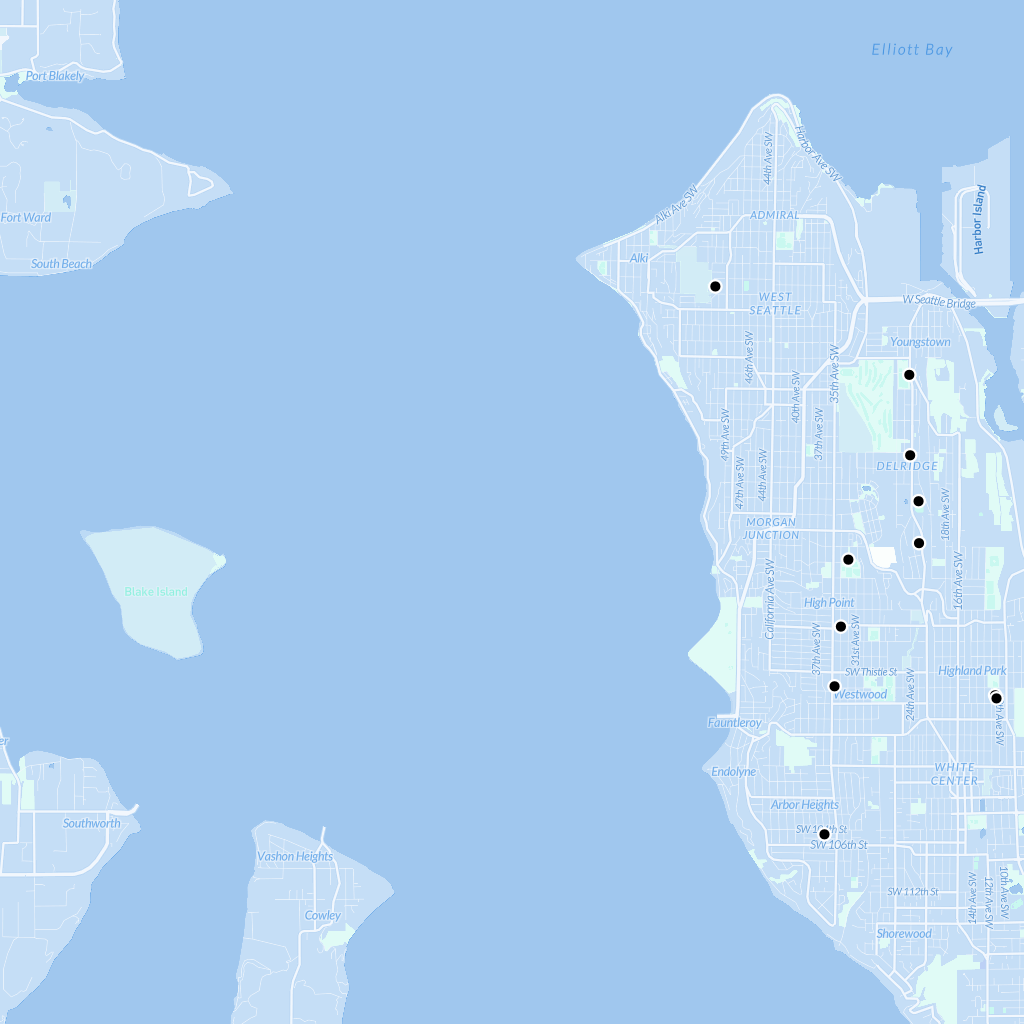 Elliott Bay
Port Blakely
Harbor Ave SW
44th Ave SW
Alki Ave SW
ADMIRAL
Harbor Island
Fort Ward
South Beach
Alki
WEST
SEATTLE
W Seattle Bridge
Youngstown
46th Ave SW
35th Ave SW
40th Ave SW
49th Ave SW
37th Ave SW
DELRIDGE
47th Ave SW
44th Ave SW
18th Ave SW
MORGAN
JUNCTION
16th Ave SW
California Ave SW
Blake Island
High Point
37th Ave SW
31st Ave SW
SW Thistle St
24th Ave SW
Highland Park
Westwood
Fauntleroy
Ave SW
Endolyne
WHITE
CENTER
Arbor Heights
Southworth
SW 106th St
Vashon Heights
SW 112th St
14th Ave SW
12th Ave SW
10th Ave SW
Cowley
Shorewood